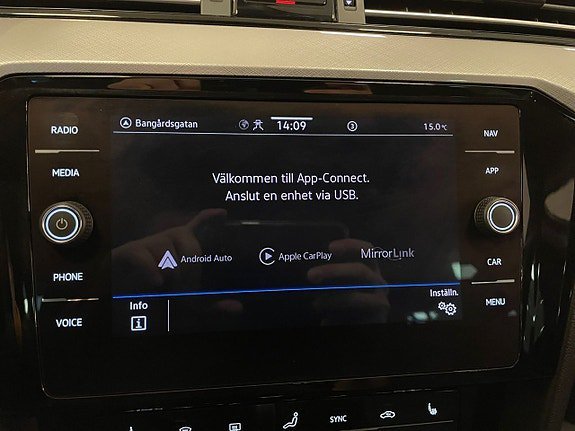 RADIO
MEDIA
PHONE
VOICE
Bangårdsgatan 14:09 3 15.0°C
Välkommen till App-Connect.
Anslut en enhet via USB.
Android Auto Apple CarPlay MirrorLink
Inställn.
Info
i
NAV
APP
CAR
MENU
SYNC